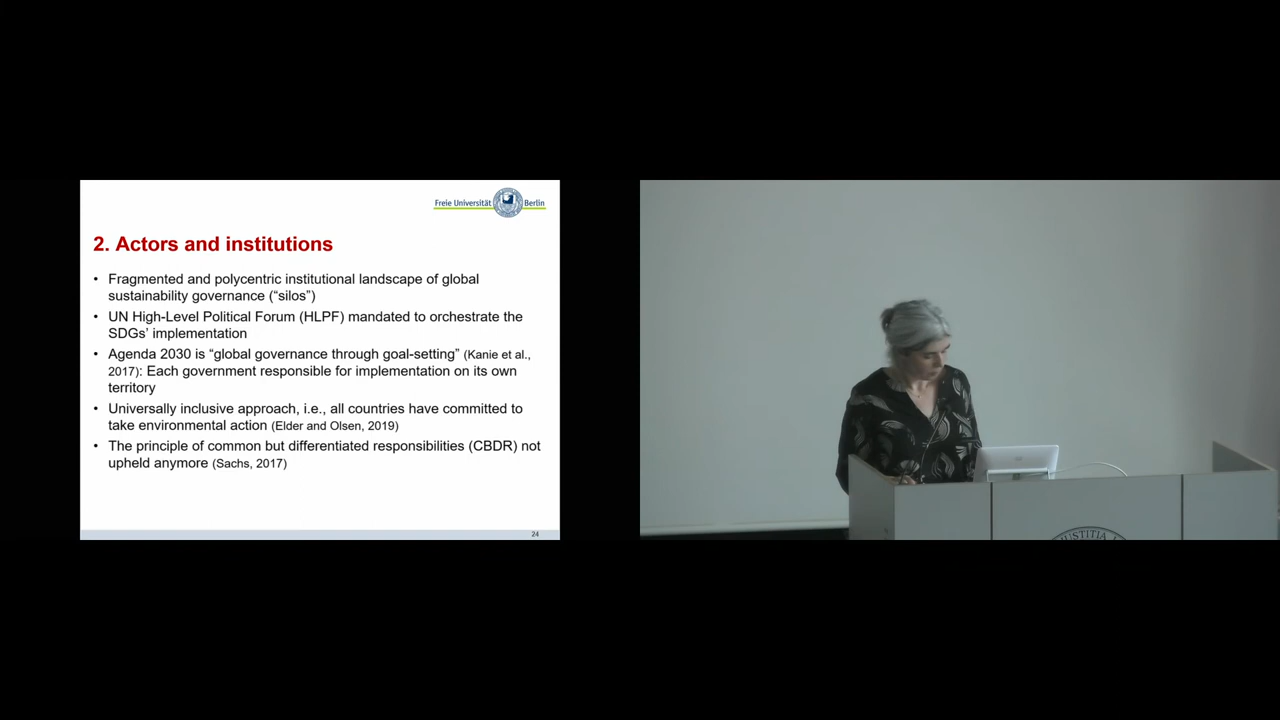 Freie Universität Berlin
2. Actors and institutions
• Fragmented and polycentric institutional landscape of global
sustainability governance (“silos”)
• UN High-Level Political Forum (HLPF) mandated to orchestrate the
SDGs’ implementation
• Agenda 2030 is “global governance through goal-setting” (Kanie et al.,
2017): Each government responsible for implementation on its own
territory
• Universally inclusive approach, i.e., all countries have committed to
take environmental action (Elder and Olsen, 2019)
• The principle of common but differentiated responsibilities (CBDR) not
upheld anymore (Sachs, 2017)
24
IUSTITIA